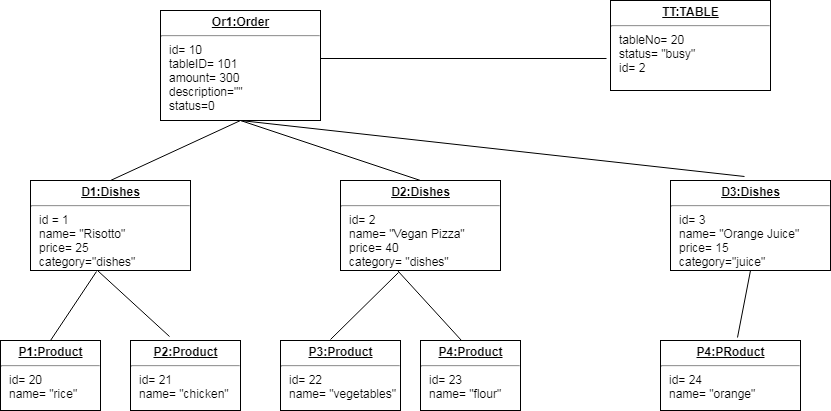 Or1:Order
id= 10
tableID= 101
amount= 300
description=""
status=0
TT:TABLE
tableNo= 20
status= "busy"
id= 2
D1:Dishes
id = 1
name= "Risotto"
price= 25
category="dishes"
D2:Dishes
id= 2
name= "Vegan Pizza"
price= 40
category= "dishes"
D3:Dishes
id= 3
name= "Orange Juice"
price= 15
category="juice"
P1:Product
id= 20
name= "rice"
P2:Product
id= 21
name= "chicken"
P3:Product
id= 22
name= "vegetables"
P4:Product
id= 23
name= "flour"
P4:PRoduct
id= 24
name= "orange"